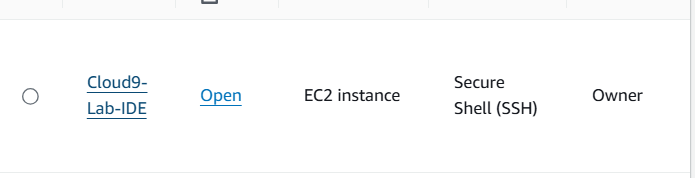 Cloud9-
Lab-IDE
Open
EC2 instance
Secure
Shell (SSH)
Owner